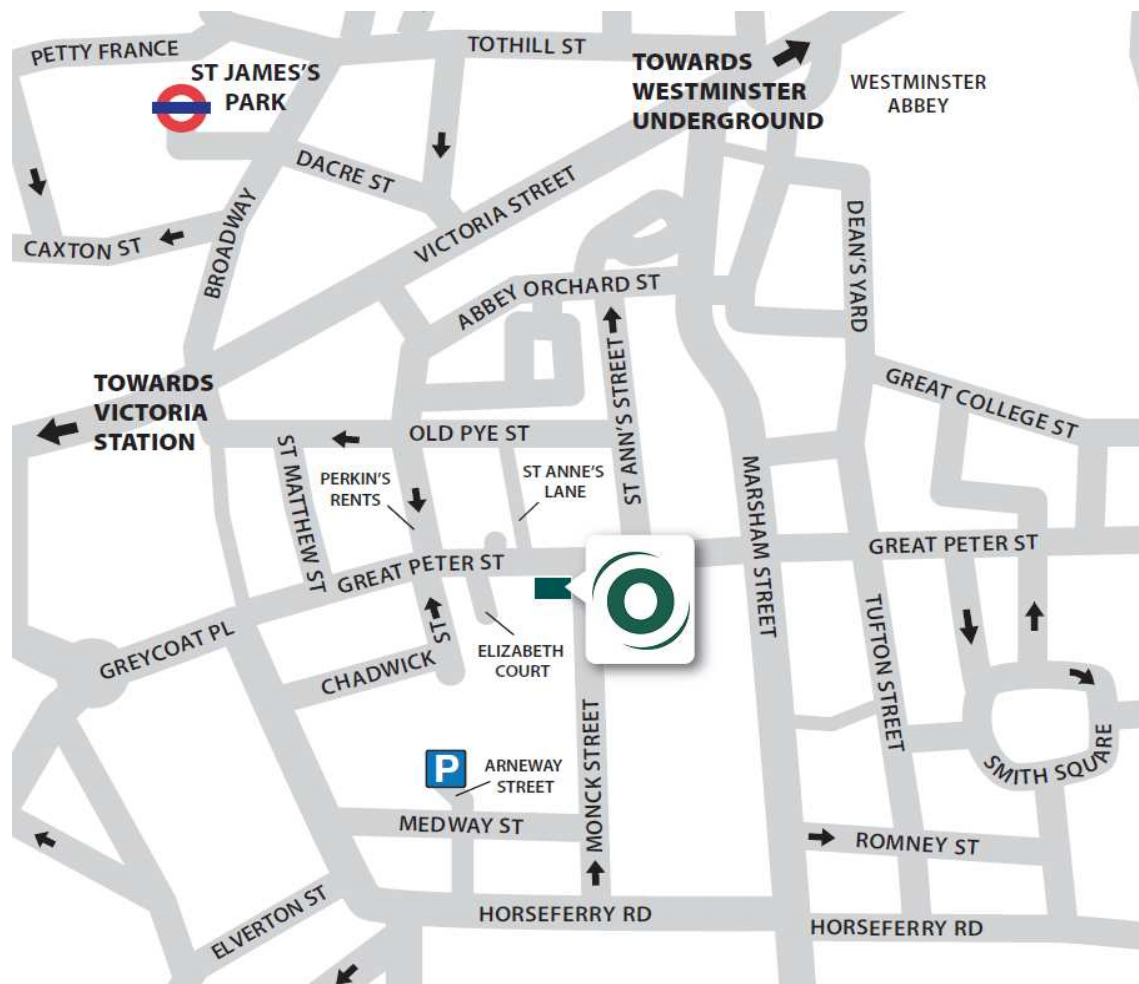 PETTY FRANCE
TOTHILL ST
ST JAMES'S
PARK
TOWARDS
WESTMINSTER
UNDERGROUND
WESTMINSTER
ABBEY
DACRE ST
VICTORIA STREET
CAXTON ST
BROADWAY
DEAN'S YARD
ABBEY ORCHARD ST
TOWARDS
VICTORIA
STATION
GREAT COLLEGE ST
OLD PYE ST
ST MATTHEW ST
PERKIN'S
RENTS
ST ANNE'S
LANE
ST ANN'S STREET
MARSHAM STREET
GREAT PETER ST
GREAT PETER ST
GREYCOAT PL
CHADWICK ST
ELIZABETH
COURT
TUFTON STREET
MONCK STREET
SMITH SQUARE
P
ARNEWAY
STREET
MEDWAY ST
ROMNEY ST
ELVERTON ST
HORSEFERRY RD
HORSEFERRY RD